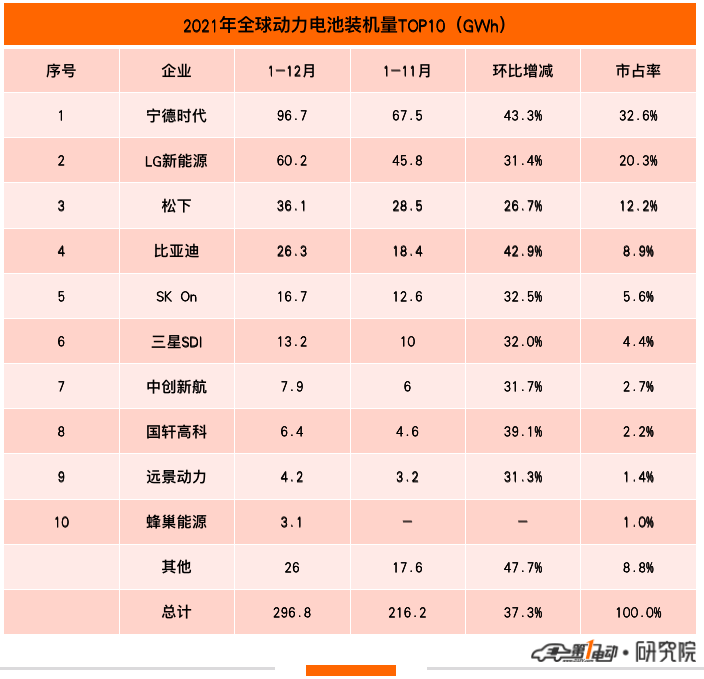 2021年全球动力电池装机量TOP10（GWh）
序号 企业 1-12月 1-11月 环比增减 市占率
1 宁德时代 96.7 67.5 43.3% 32.6%
2 LG新能源 60.2 45.8 31.4% 20.3%
3 松下 36.1 28.5 26.7% 12.2%
4 比亚迪 26.3 18.4 42.9% 8.9%
5 SK On 16.7 12.6 32.5% 5.6%
6 三星SDI 13.2 10 32.0% 4.4%
7 中创新航 7.9 6 31.7% 2.7%
8 国轩高科 6.4 4.6 39.1% 2.2%
9 远景动力 4.2 3.2 31.3% 1.4%
10 蜂巢能源 3.1 — — 1.0%
其他 26 17.6 47.7% 8.8%
总计 296.8 216.2 37.3% 100.0%
第1电动·研究院